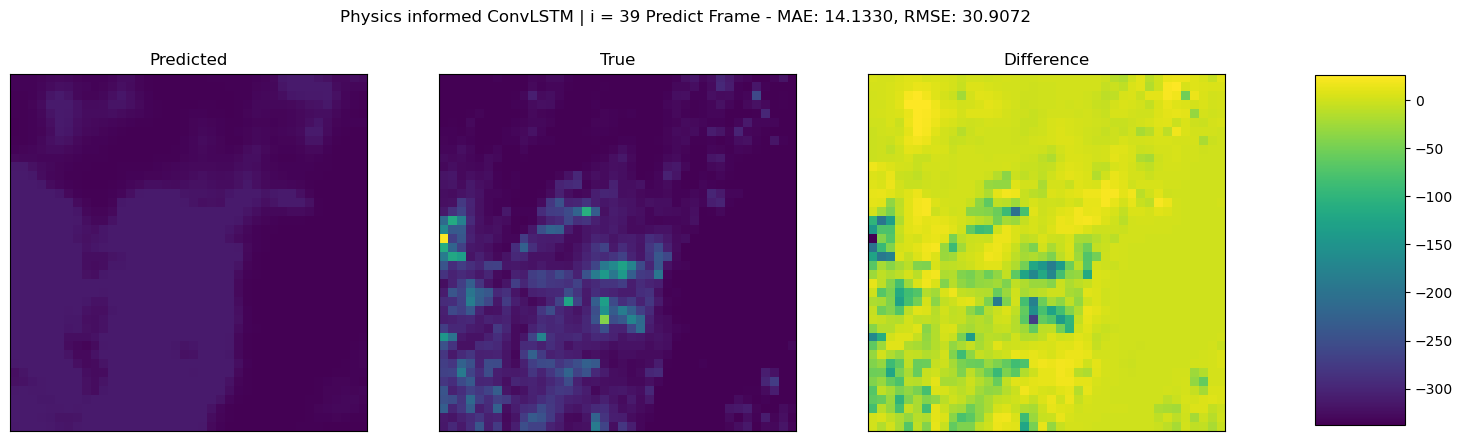 Physics informed ConvLSTM | i = 39 Predict Frame - MAE: 14.1330, RMSE: 30.9072
Predicted
True
Difference
0
−50
−100
−150
−200
−250
−300